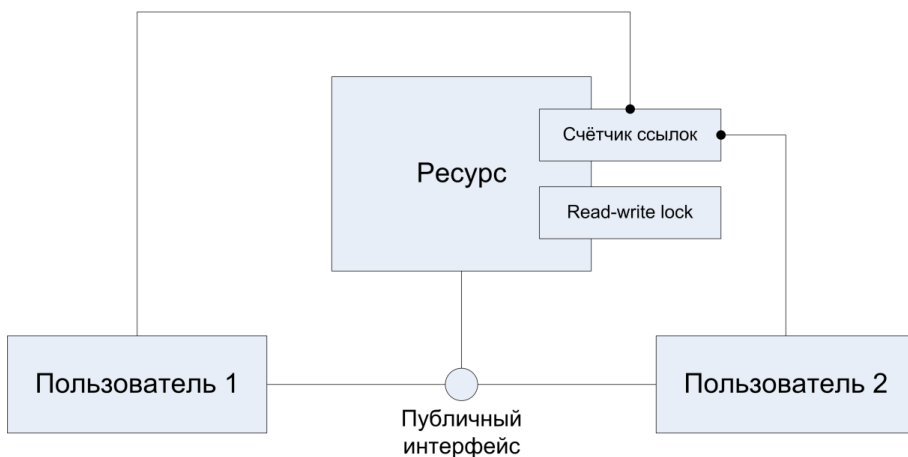 Счётчик ссылок
Ресурс
Read-write lock
Пользователь 1
Пользователь 2
Публичный
интерфейс